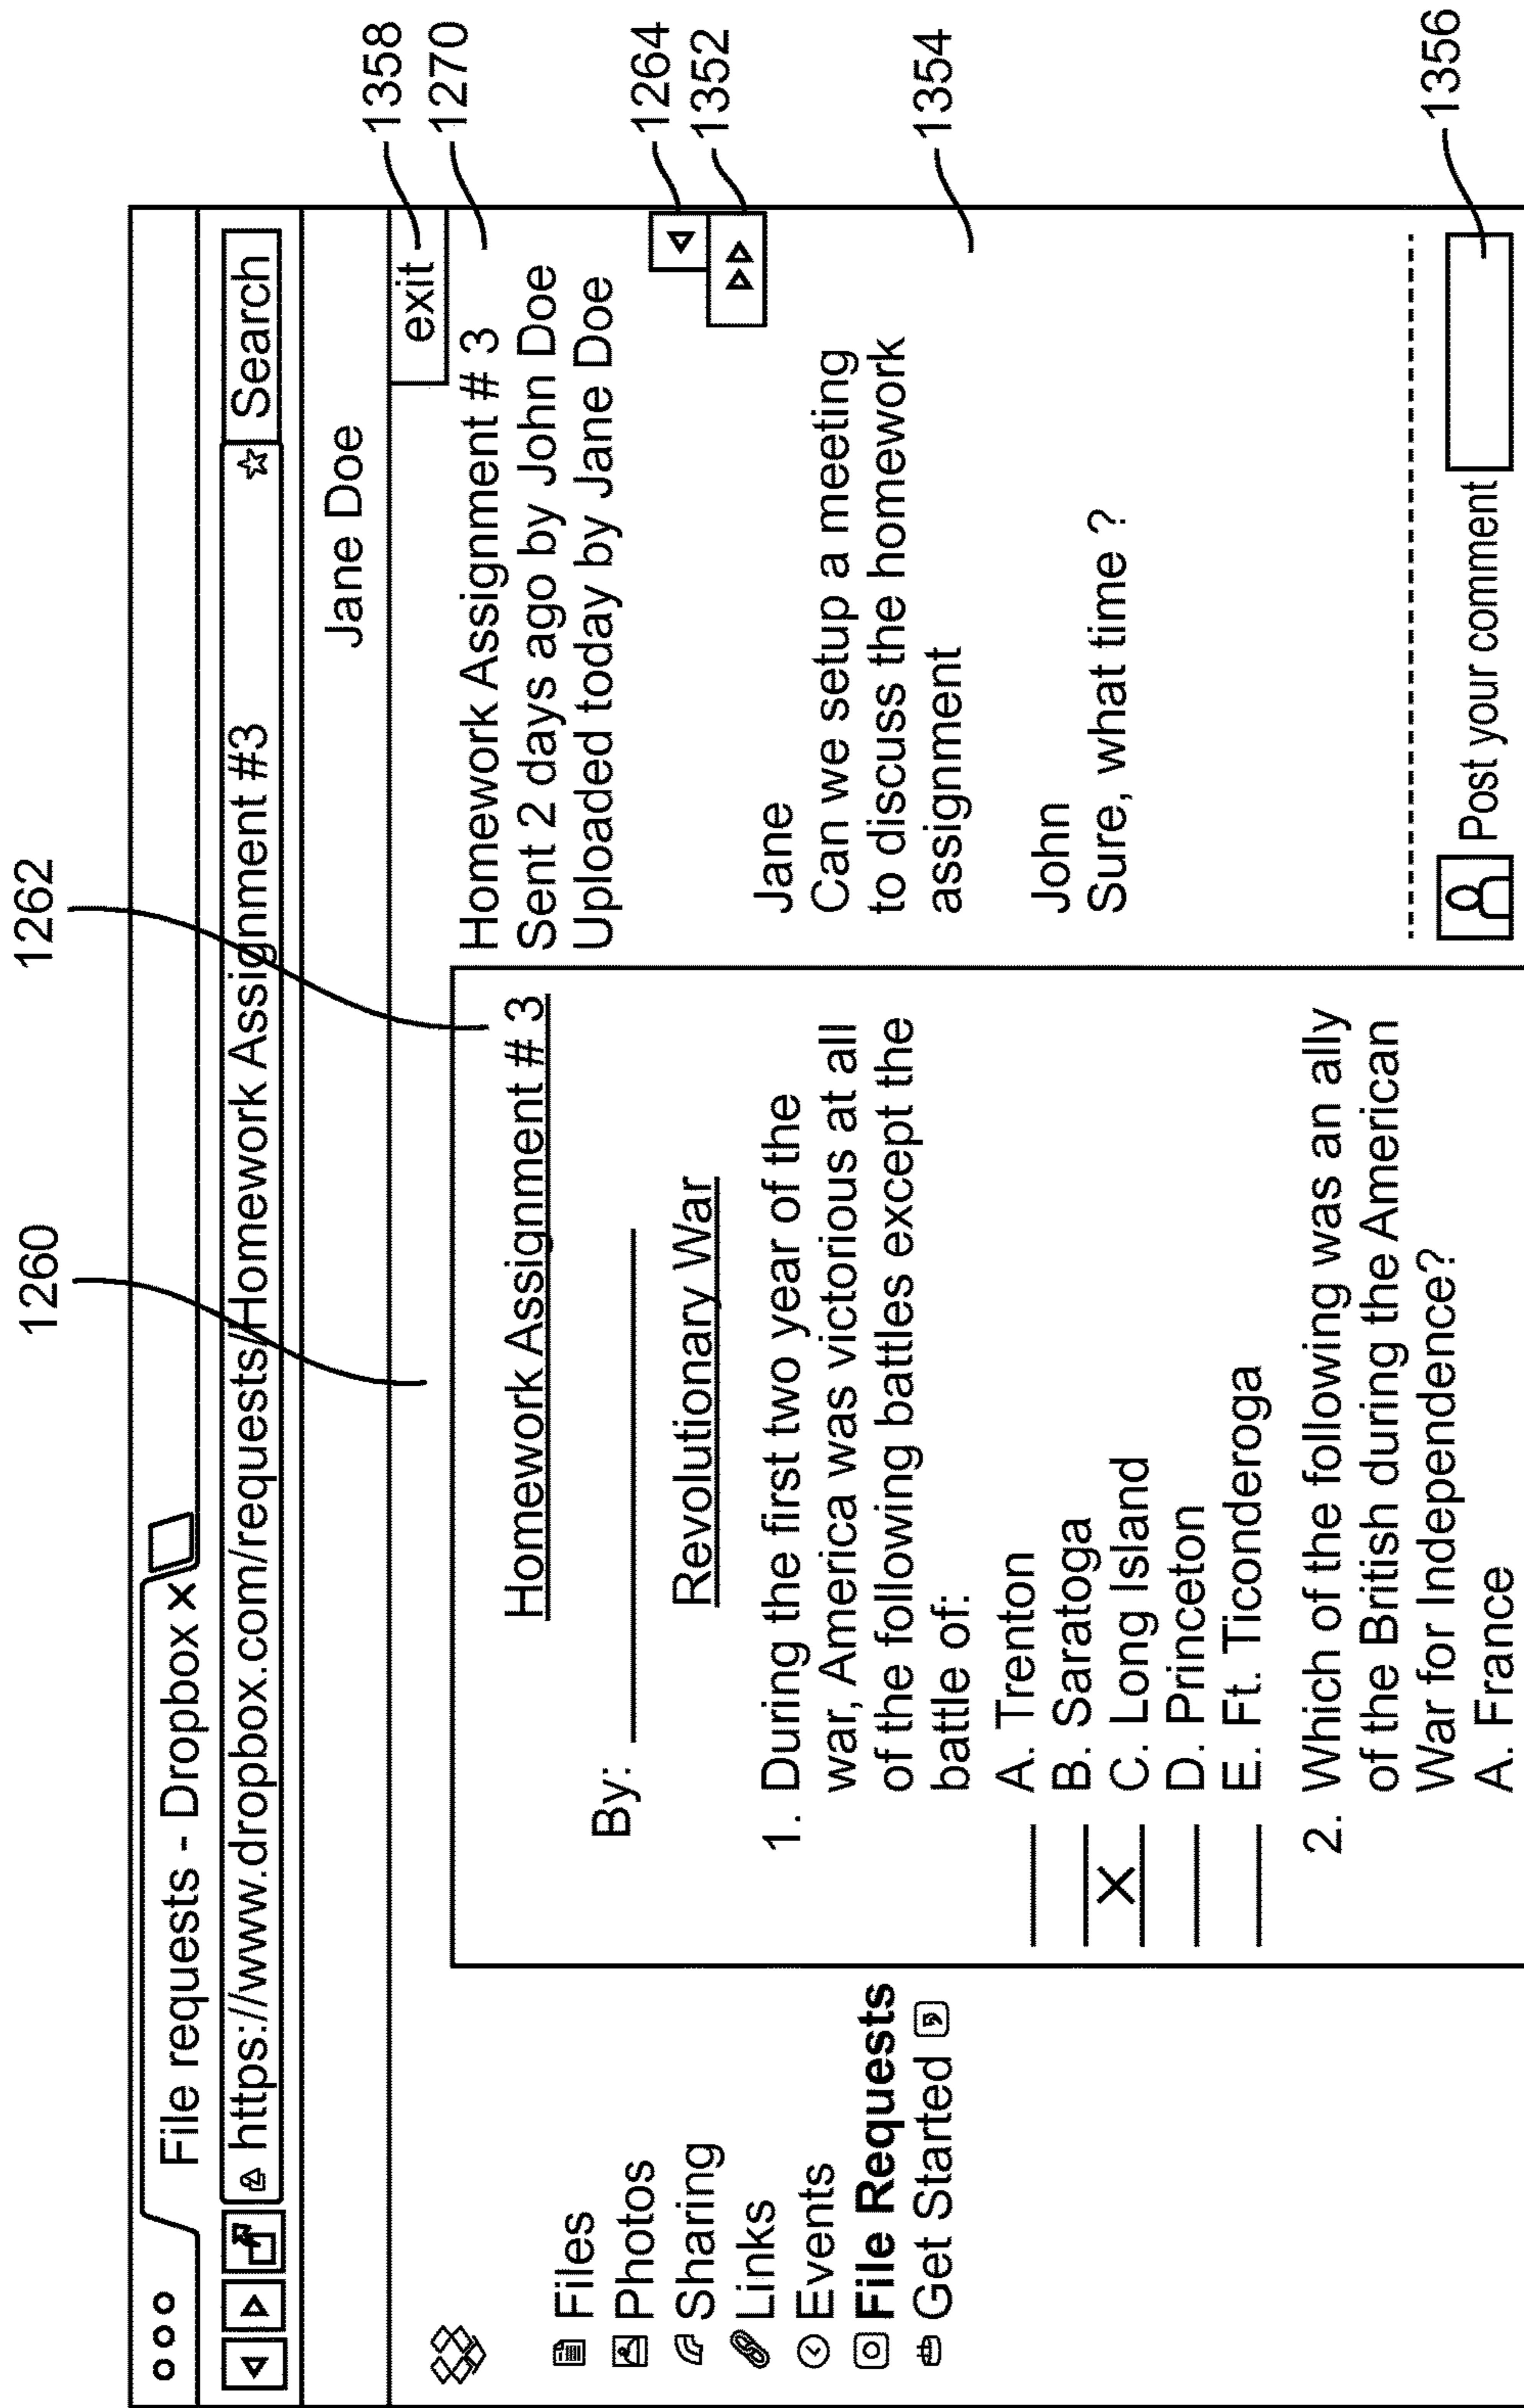 1260
1262
File requests - Dropbox X
https://www.dropbox.com/requests/Homework Assignment #3
Search
Jane Doe
exit
1358
1270
1264
1352
1354
1356
Files
Photos
Sharing
Links
Events
File Requests
Get Started
Homework Assignment # 3
By:
Revolutionary War
1. During the first two year of the
war, America was victorious at all
of the following battles except the
battle of:
A. Trenton
B. Saratoga
X C. Long Island
D. Princeton
E. Ft. Ticonderoga
2. Which of the following was an ally
of the British during the American
War for Independence?
A. France
Homework Assignment # 3
Sent 2 days ago by John Doe
Uploaded today by Jane Doe
Jane
Can we setup a meeting
to discuss the homework
assignment
John
Sure, what time ?
Post your comment